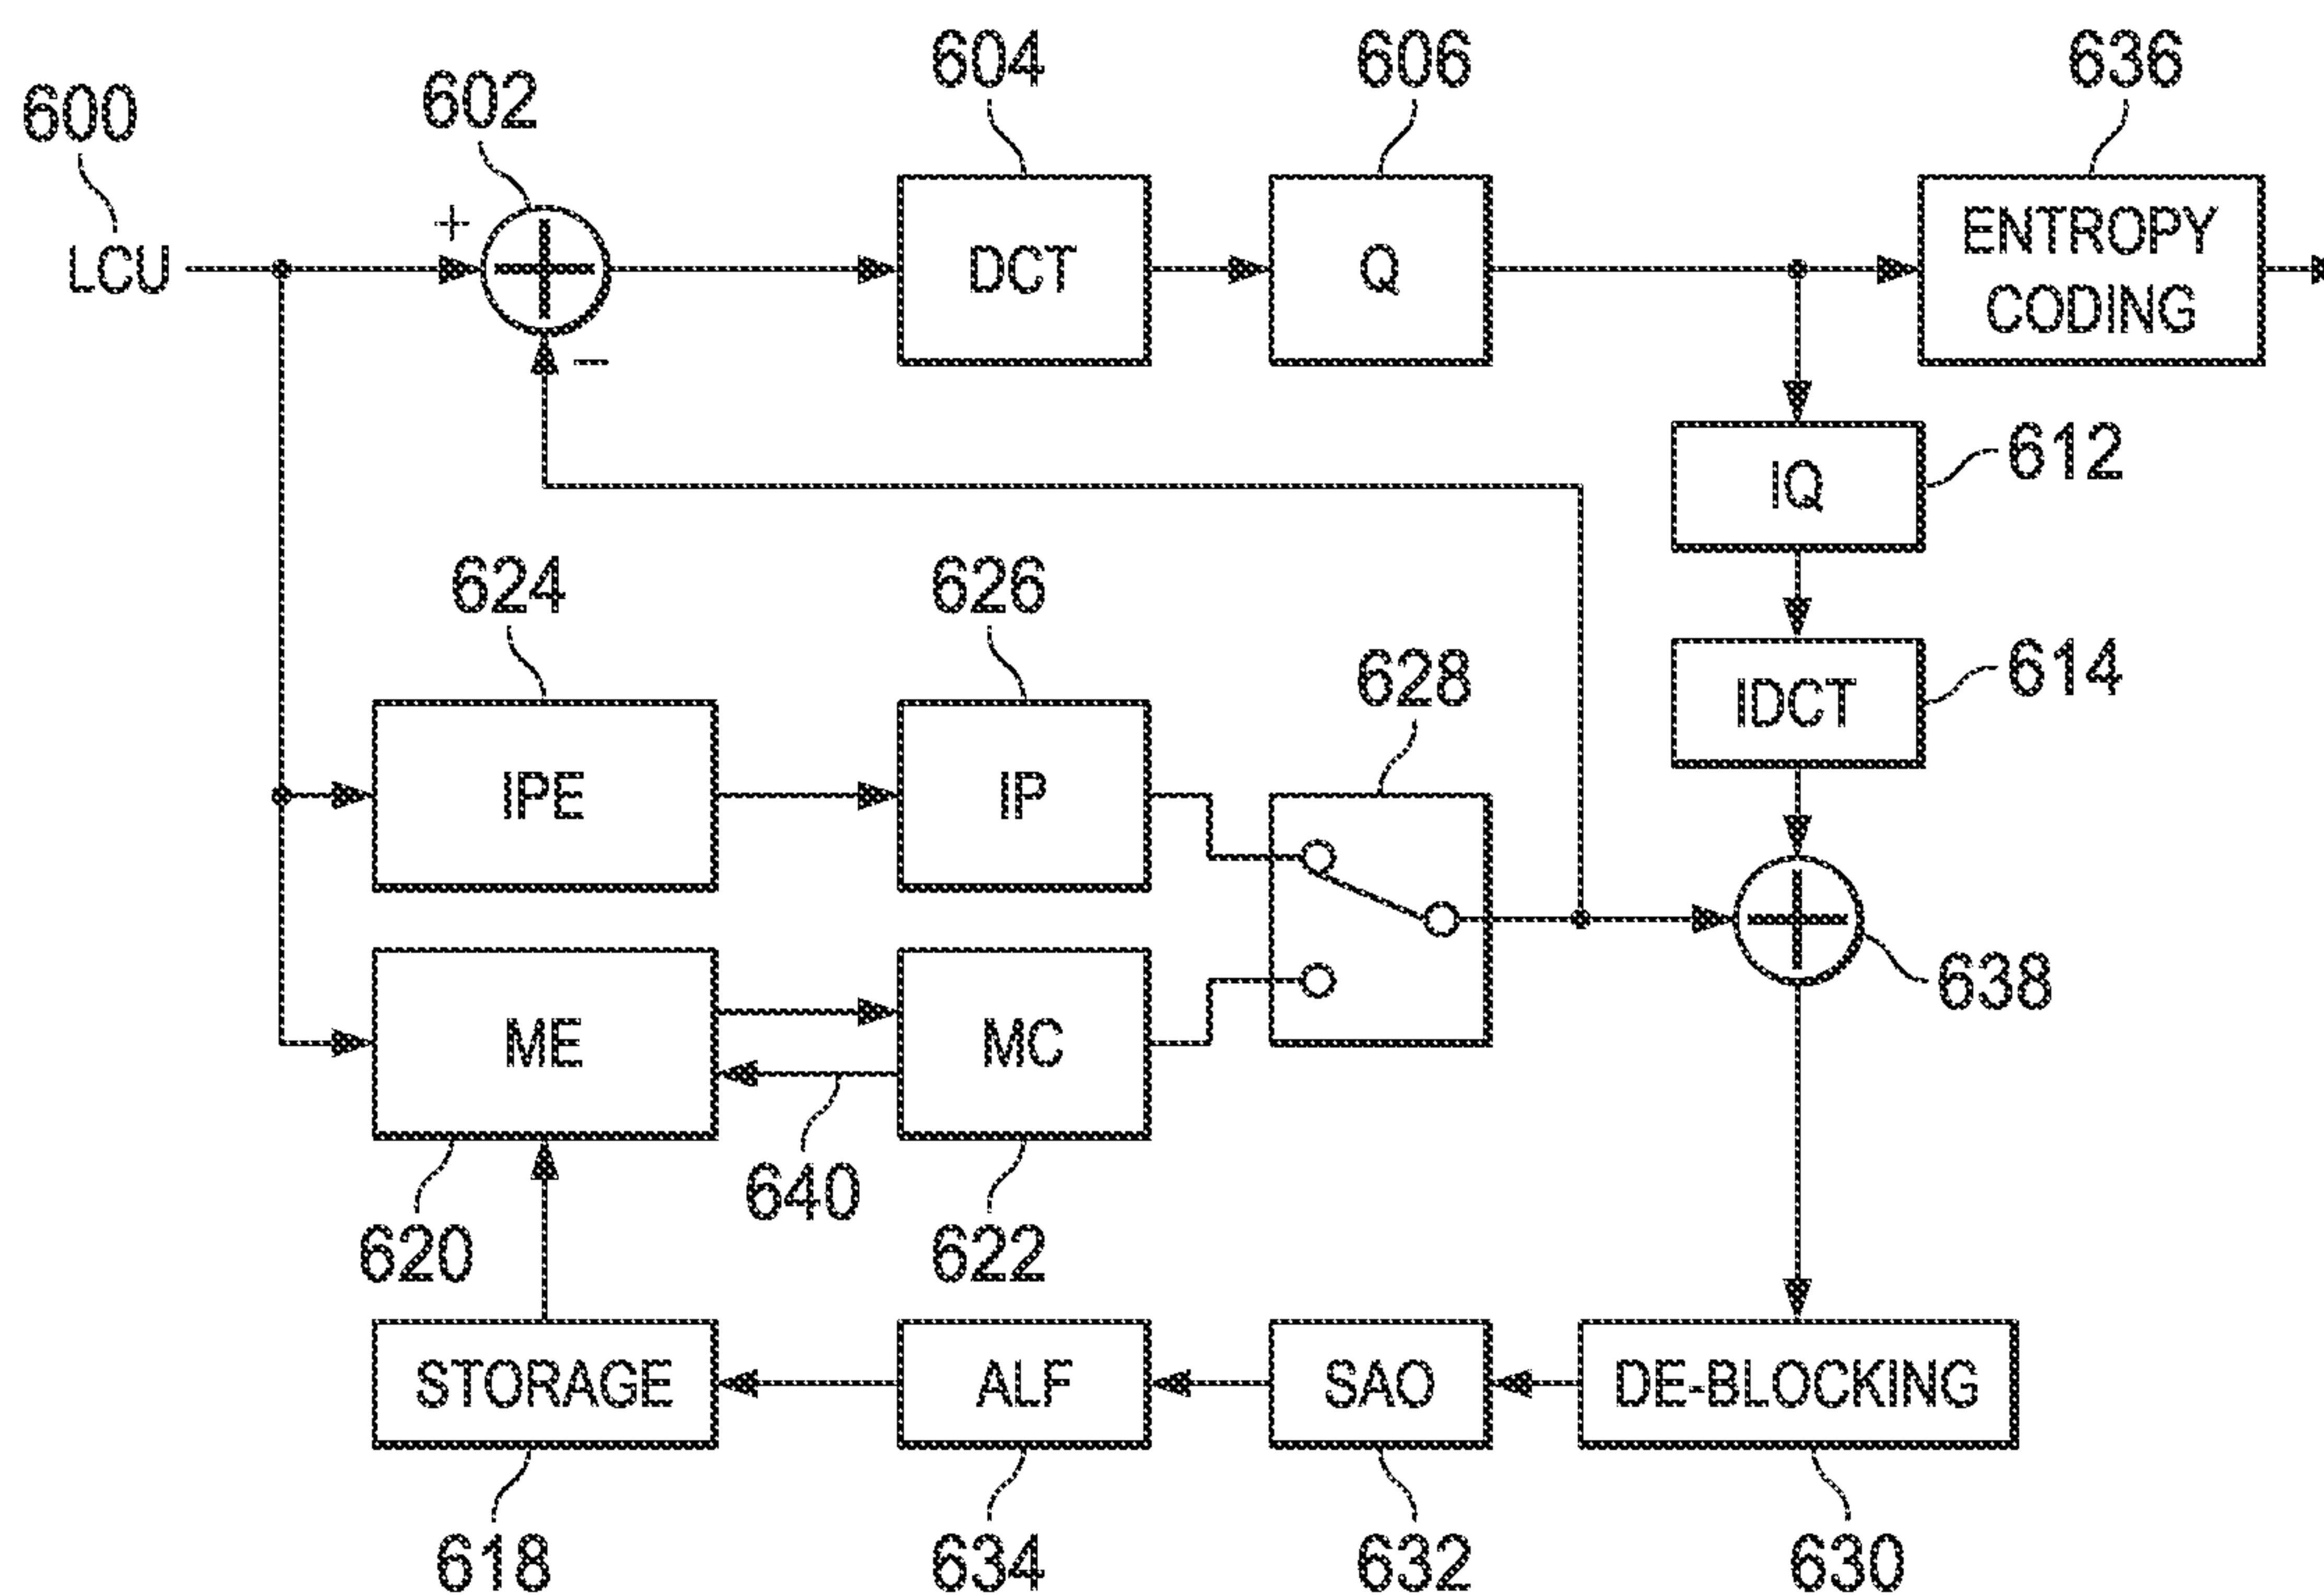 604
606
636
602
600
+
LCU
DCT
Q
ENTROPY
CODING
−
612
IQ
624
626
628
614
IDCT
IPE
IP
638
ME
MC
640
620
622
STORAGE
ALF
SAO
DE-BLOCKING
618
634
632
630